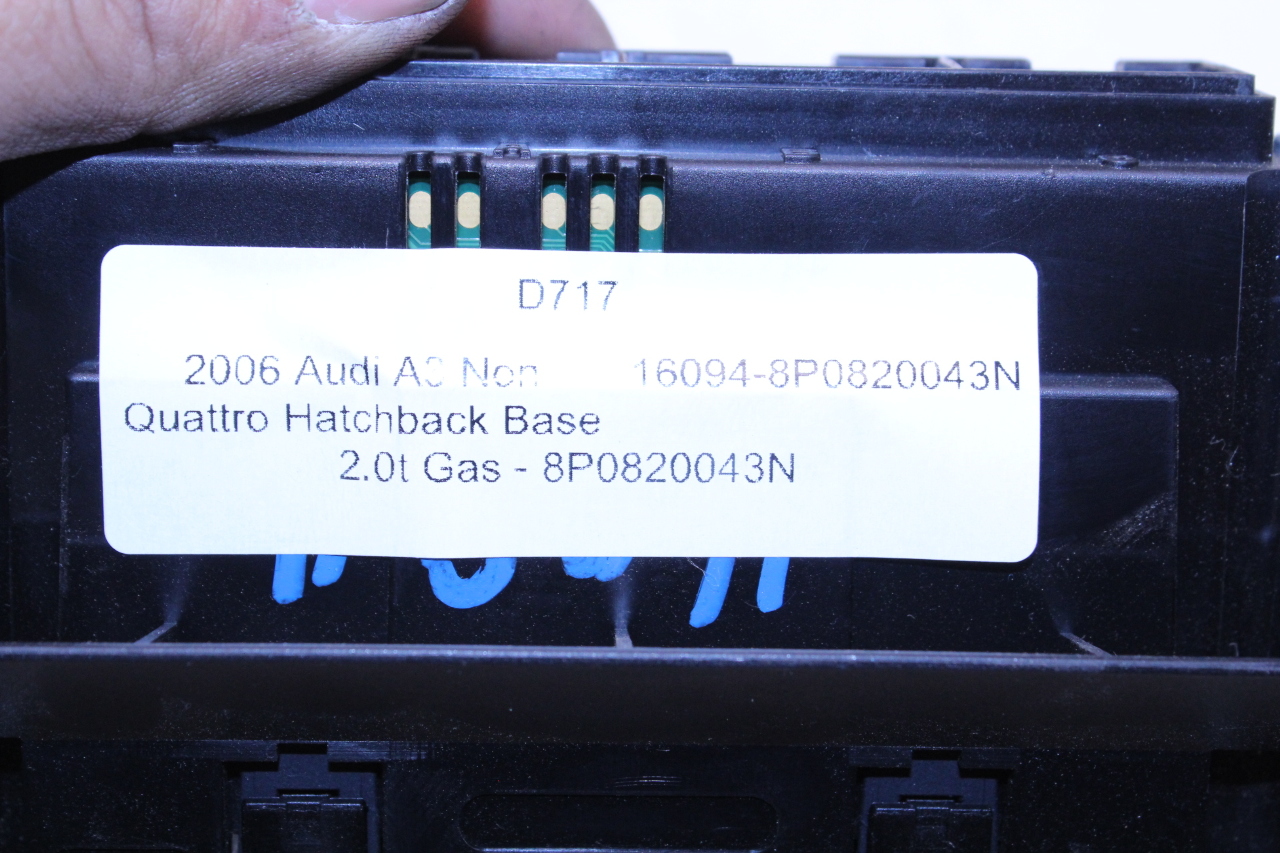 D717
2006 Audi A3 Non 16094-8P0820043N
Quattro Hatchback Base
2.0t Gas - 8P0820043N